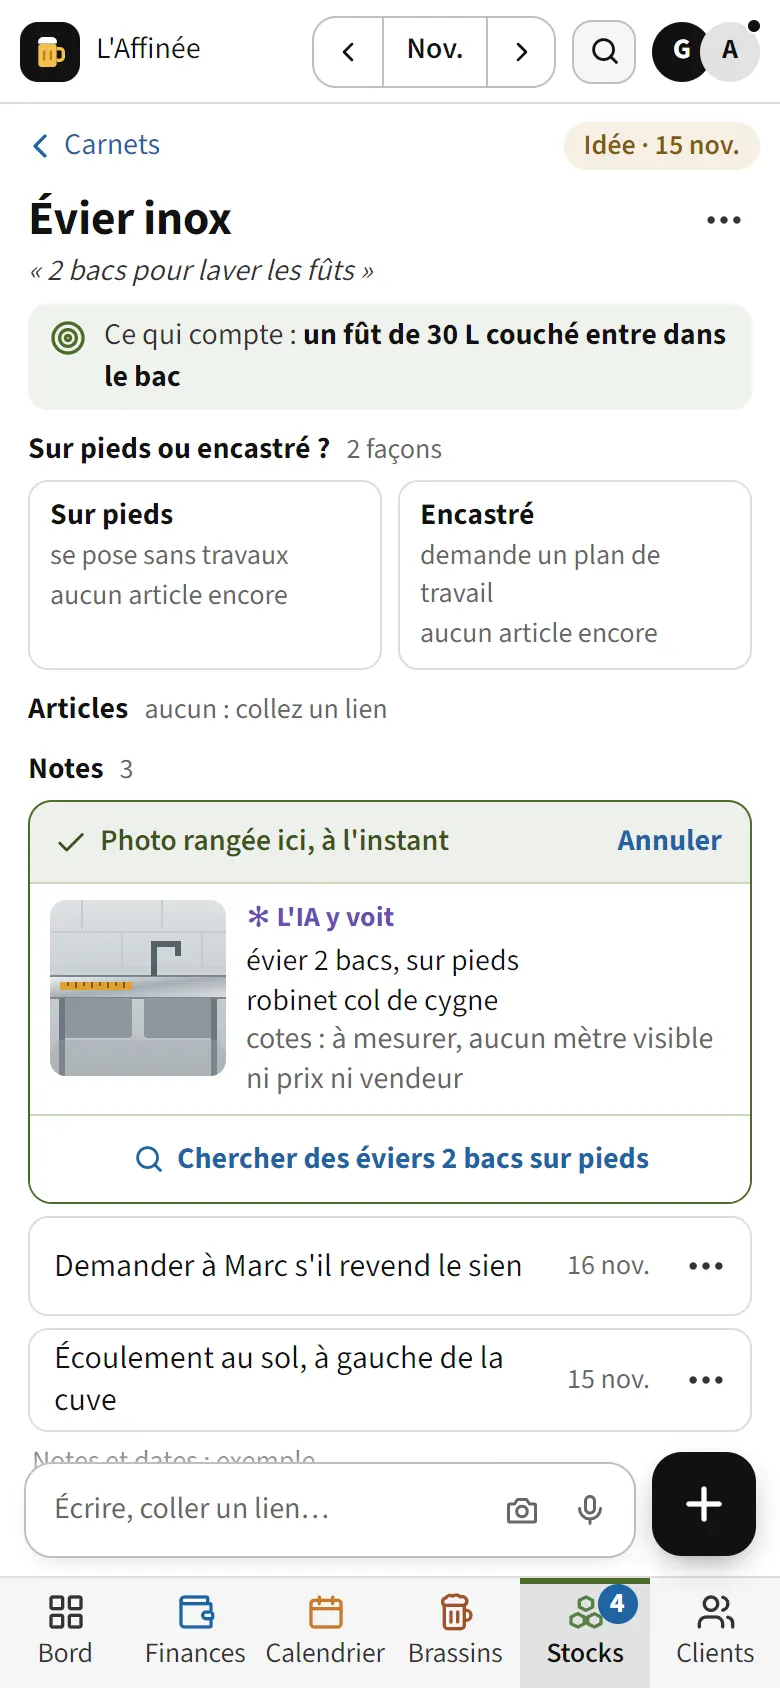 L'Affinée
Nov.
G
A
Carnets
Idée · 15 nov.
Évier inox
« 2 bacs pour laver les fûts »
Ce qui compte : un fût de 30 L couché entre dans
le bac
Sur pieds ou encastré ? 2 façons
Sur pieds
se pose sans travaux
aucun article encore
Encastré
demande un plan de
travail
aucun article encore
Articles aucun : collez un lien
Notes 3
Photo rangée ici, à l'instant
Annuler
L'IA y voit
évier 2 bacs, sur pieds
robinet col de cygne
cotes : à mesurer, aucun mètre visible
ni prix ni vendeur
Chercher des éviers 2 bacs sur pieds
Demander à Marc s'il revend le sien
16 nov.
Écoulement au sol, à gauche de la
cuve
15 nov.
Notes et dates : exemple
Écrire, coller un lien…
Bord
Finances
Calendrier
Brassins
4
Stocks
Clients